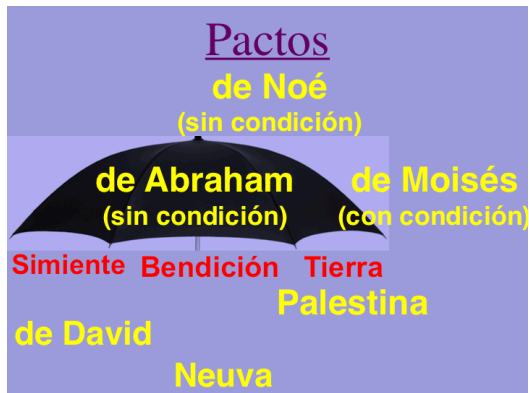 Pactos
de Noé
(sin condición)
de Abraham
(sin condición)
de Moisés
(con condición)
Simiente Bendición Tierra
Palestina
de David
Neuva